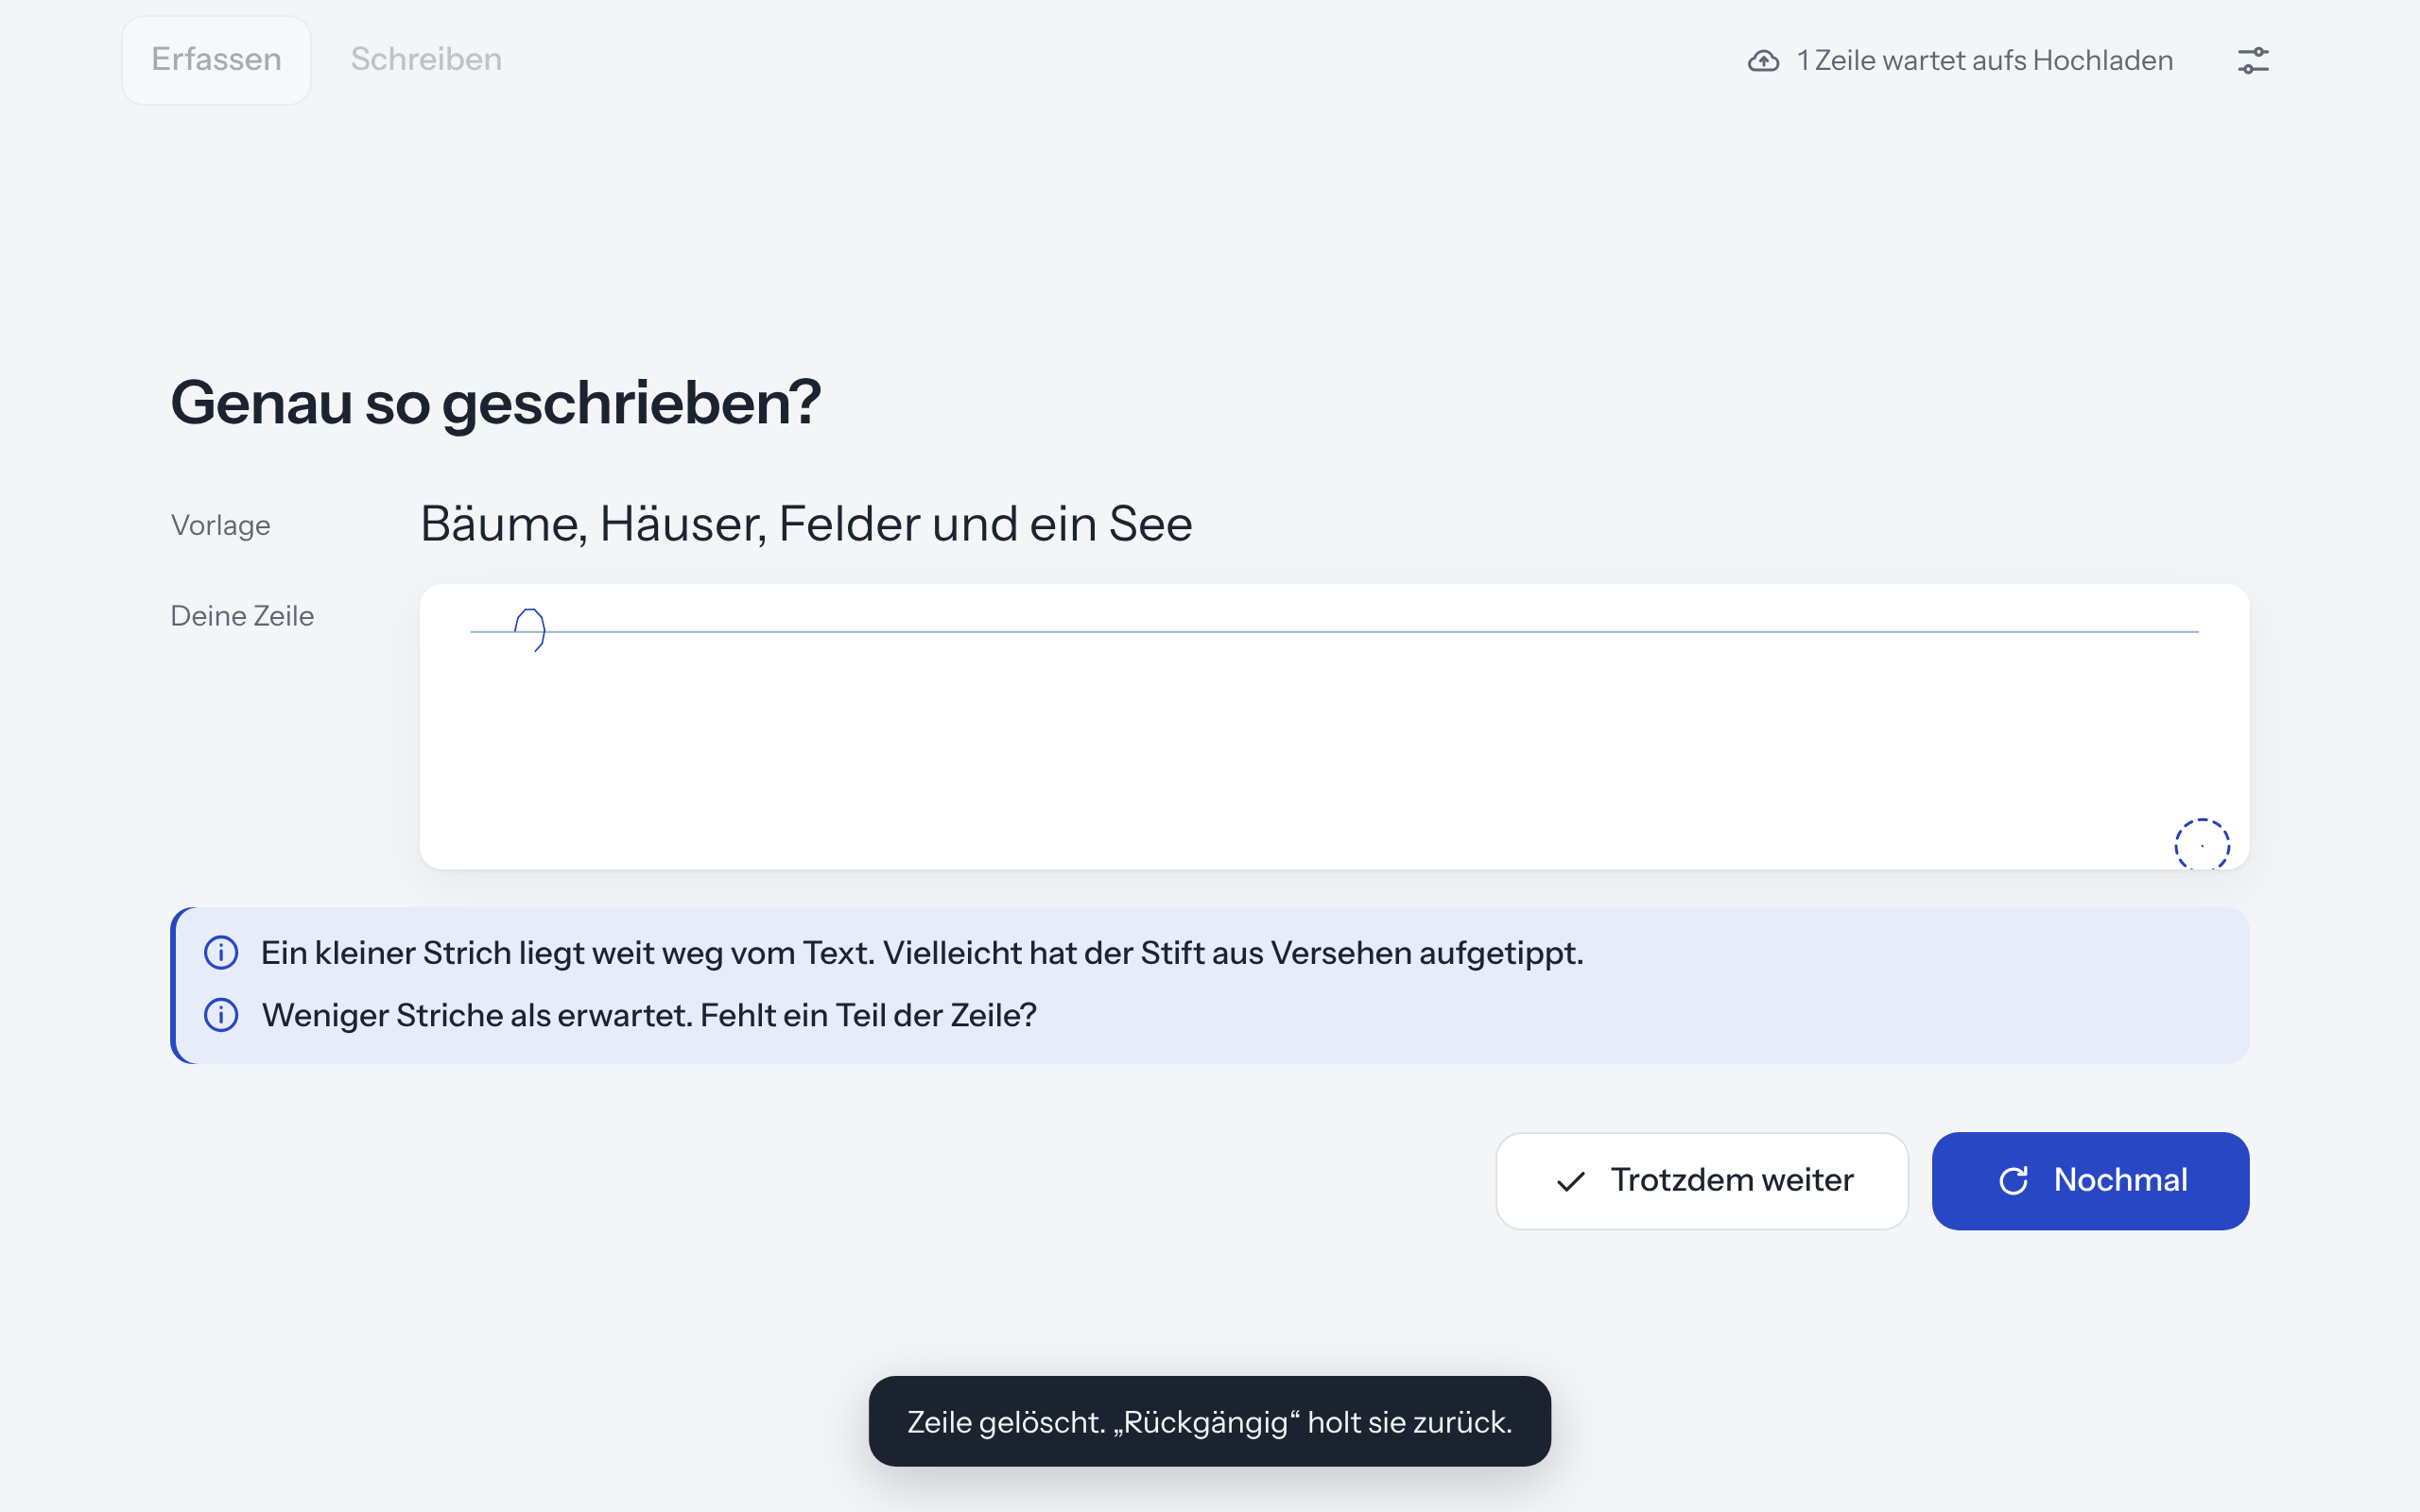 Erfassen Schreiben 1 Zeile wartet aufs Hochladen
Genau so geschrieben?
Vorlage Bäume, Häuser, Felder und ein See
Deine Zeile
Ein kleiner Strich liegt weit weg vom Text. Vielleicht hat der Stift aus Versehen aufgetippt.
Weniger Striche als erwartet. Fehlt ein Teil der Zeile?
Trotzdem weiter Nochmal
Zeile gelöscht. „Rückgängig“ holt sie zurück.